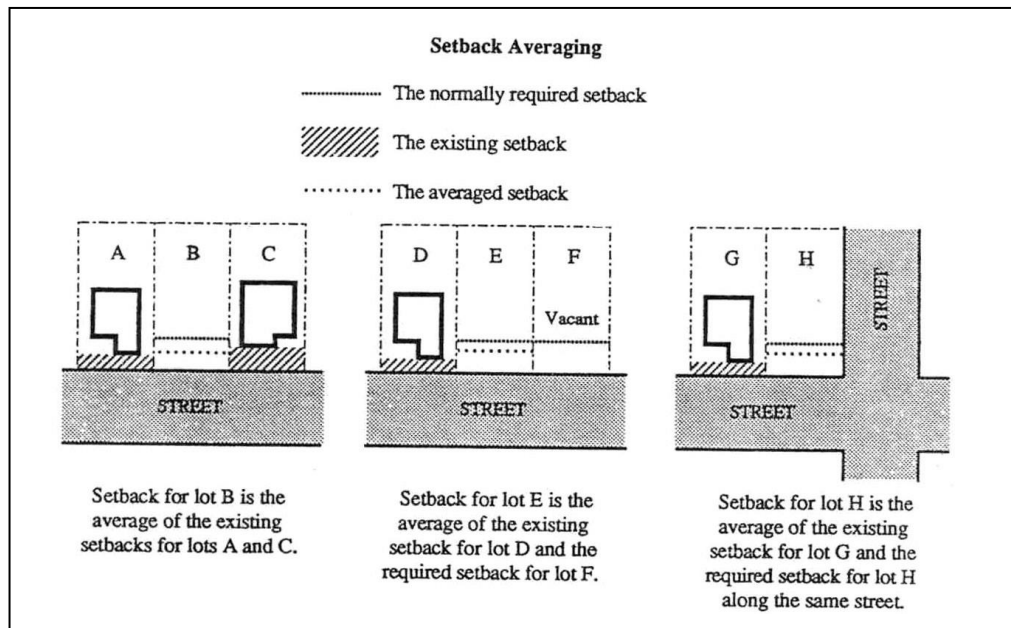 Setback Averaging
The normally required setback
The existing setback
The averaged setback
A B C
STREET
Setback for lot B is the
average of the existing
setbacks for lots A and C.
D E F
Vacant
STREET
Setback for lot E is the
average of the existing
setback for lot D and the
required setback for lot F.
G H
STREET
STREET
Setback for lot H is the
average of the existing
setback for lot G and the
required setback for lot H
along the same street.